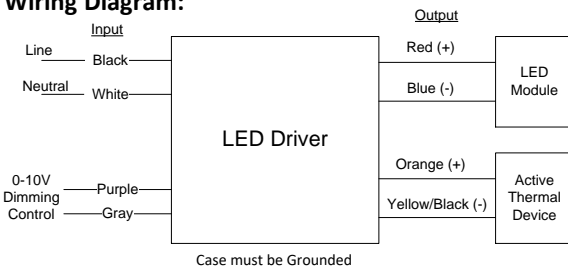 Wiring Diagram:
Input
Output
Line
Black
Neutral
White
0-10V
Dimming
Control
Purple
Gray
LED Driver
Red (+)
Blue (-)
LED
Module
Orange (+)
Yellow/Black (-)
Active
Thermal
Device
Case must be Grounded